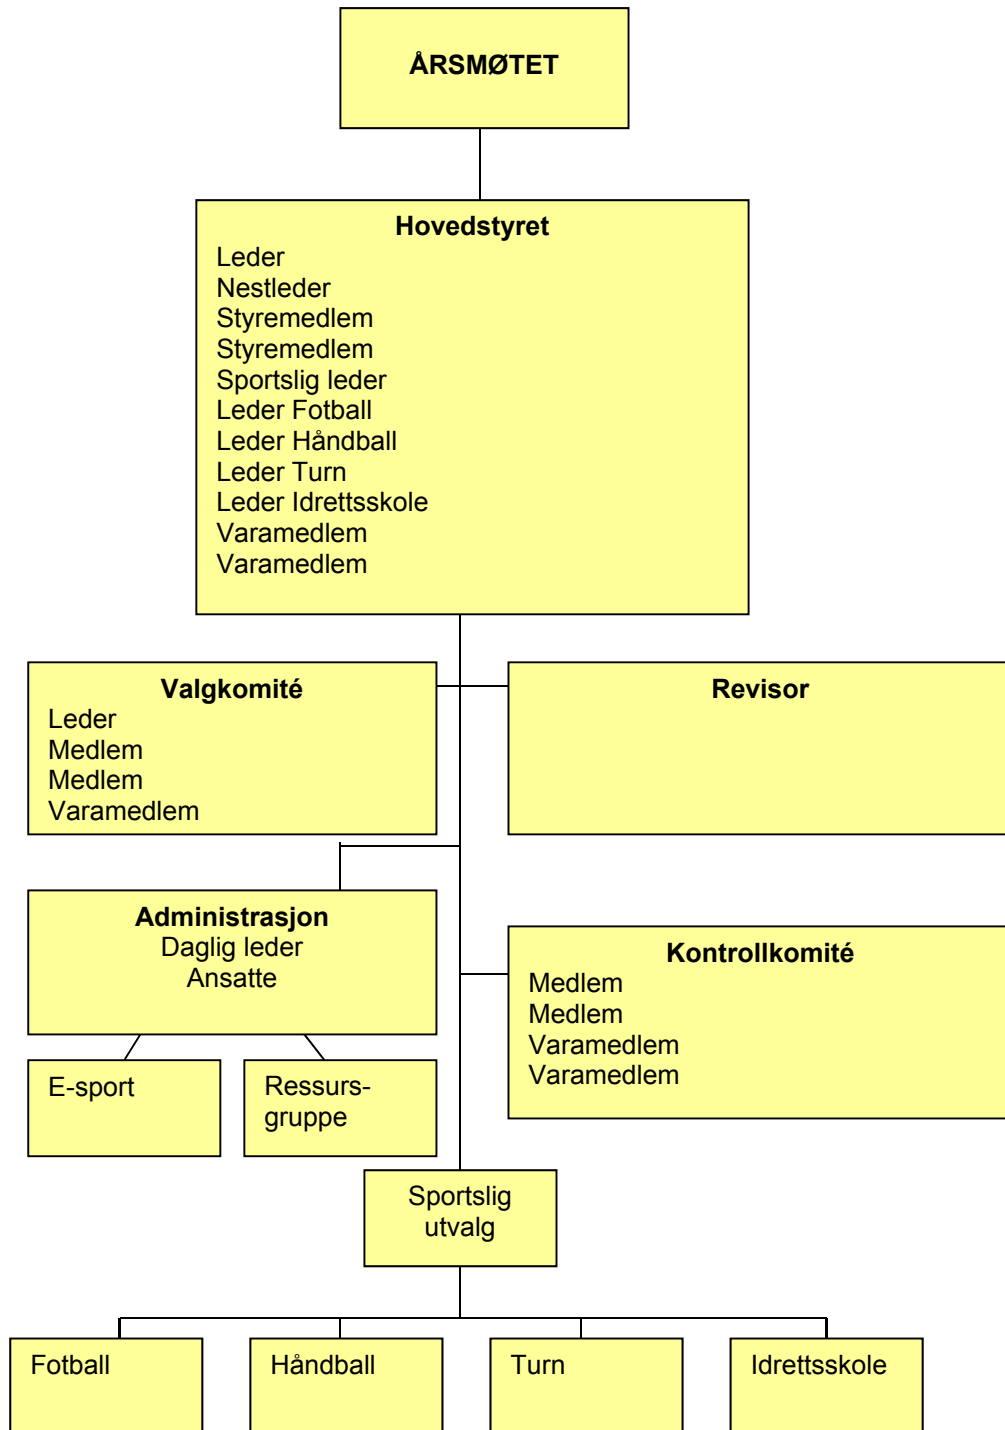 ÅRSMØTET
Hovedstyret
Leder
Nestleder
Styremedlem
Styremedlem
Sportslig leder
Leder Fotball
Leder Håndball
Leder Turn
Leder Idrettsskole
Varamedlem
Varamedlem
Valgkomité
Leder
Medlem
Medlem
Varamedlem
Revisor
Administrasjon
Daglig leder
Ansatte
Kontrollkomité
Medlem
Medlem
Varamedlem
Varamedlem
E-sport
Ressurs-
gruppe
Sportslig
utvalg
Fotball
Håndball
Turn
Idrettsskole